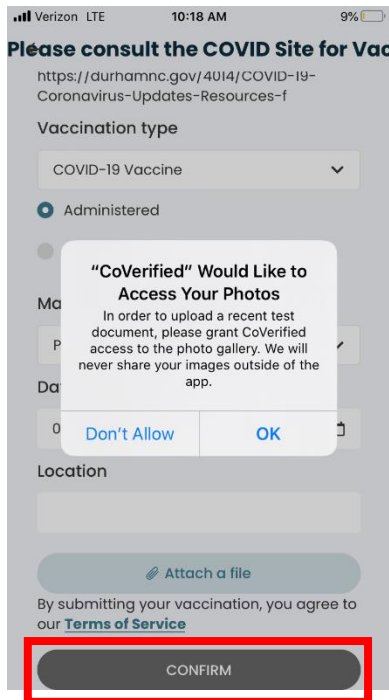 Verizon LTE 10:18 AM 9%
Please consult the COVID Site for Vac
https://durhamnc.gov/4014/COVID-19-
Coronavirus-Updates-Resources-f
Vaccination type
COVID-19 Vaccine
Administered
"CoVerified" Would Like to
Access Your Photos
In order to upload a recent test
document, please grant CoVerified
access to the photo gallery. We will
never share your images outside of the
app.
Don't Allow OK
Ma
P
Da
0
Location
Attach a file
By submitting your vaccination, you agree to
our Terms of Service
CONFIRM